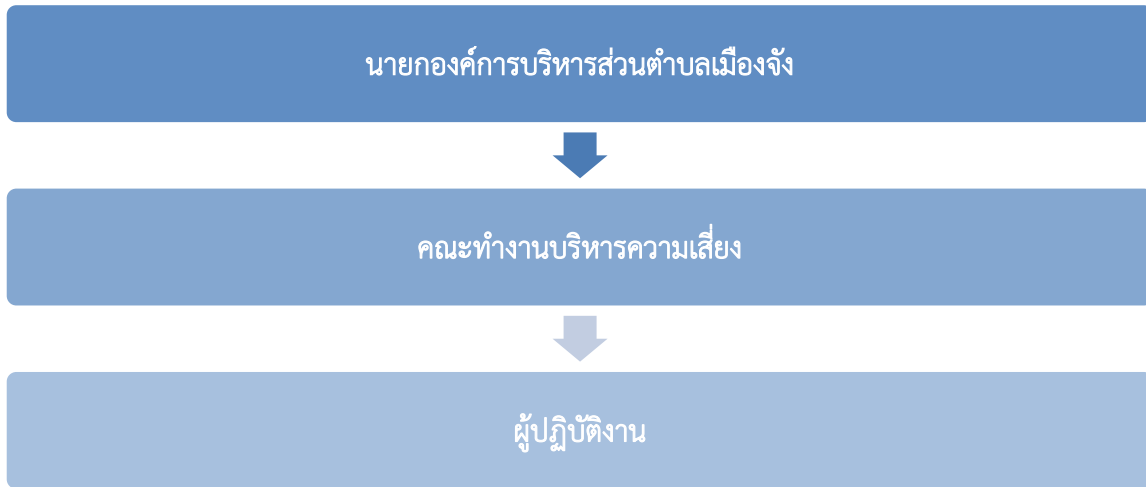 นายกองค์การบริหารส่วนตำบลเมืองจัง
คณะทำงานบริหารความเสี่ยง
ผู้ปฏิบัติงาน